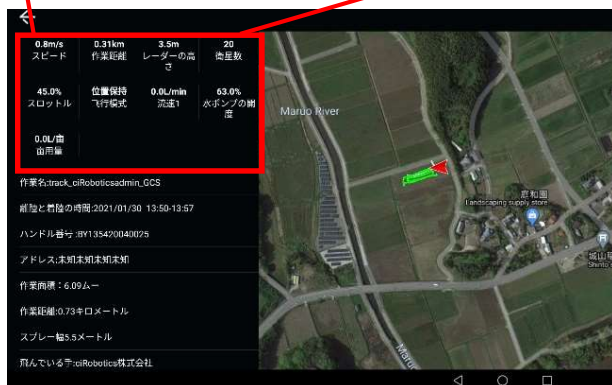 0.8m/s 0.31km 3.5m 20
スピード 作業距離 レーダーの高さ 衛星数
45.0% 位置保持 0.0L/min 63.0%
スロットル 飞行模式 流速1 水ポンプの開度
0.0L/亩
亩用量
作業名:track_ciRoboticsadmin_GCS
離陸と着陸の時間:2021/01/30 13:50-13:57
ハンドル番号:BY135420040025
アドレス:未知未知未知未知
作業面積：6.09ムー
作業距離:0.73キロメートル
スプレー幅5.5メートル
飛んでいる手:ciRobotics株式会社
Maruo River
Landscaping supply store
Maruo